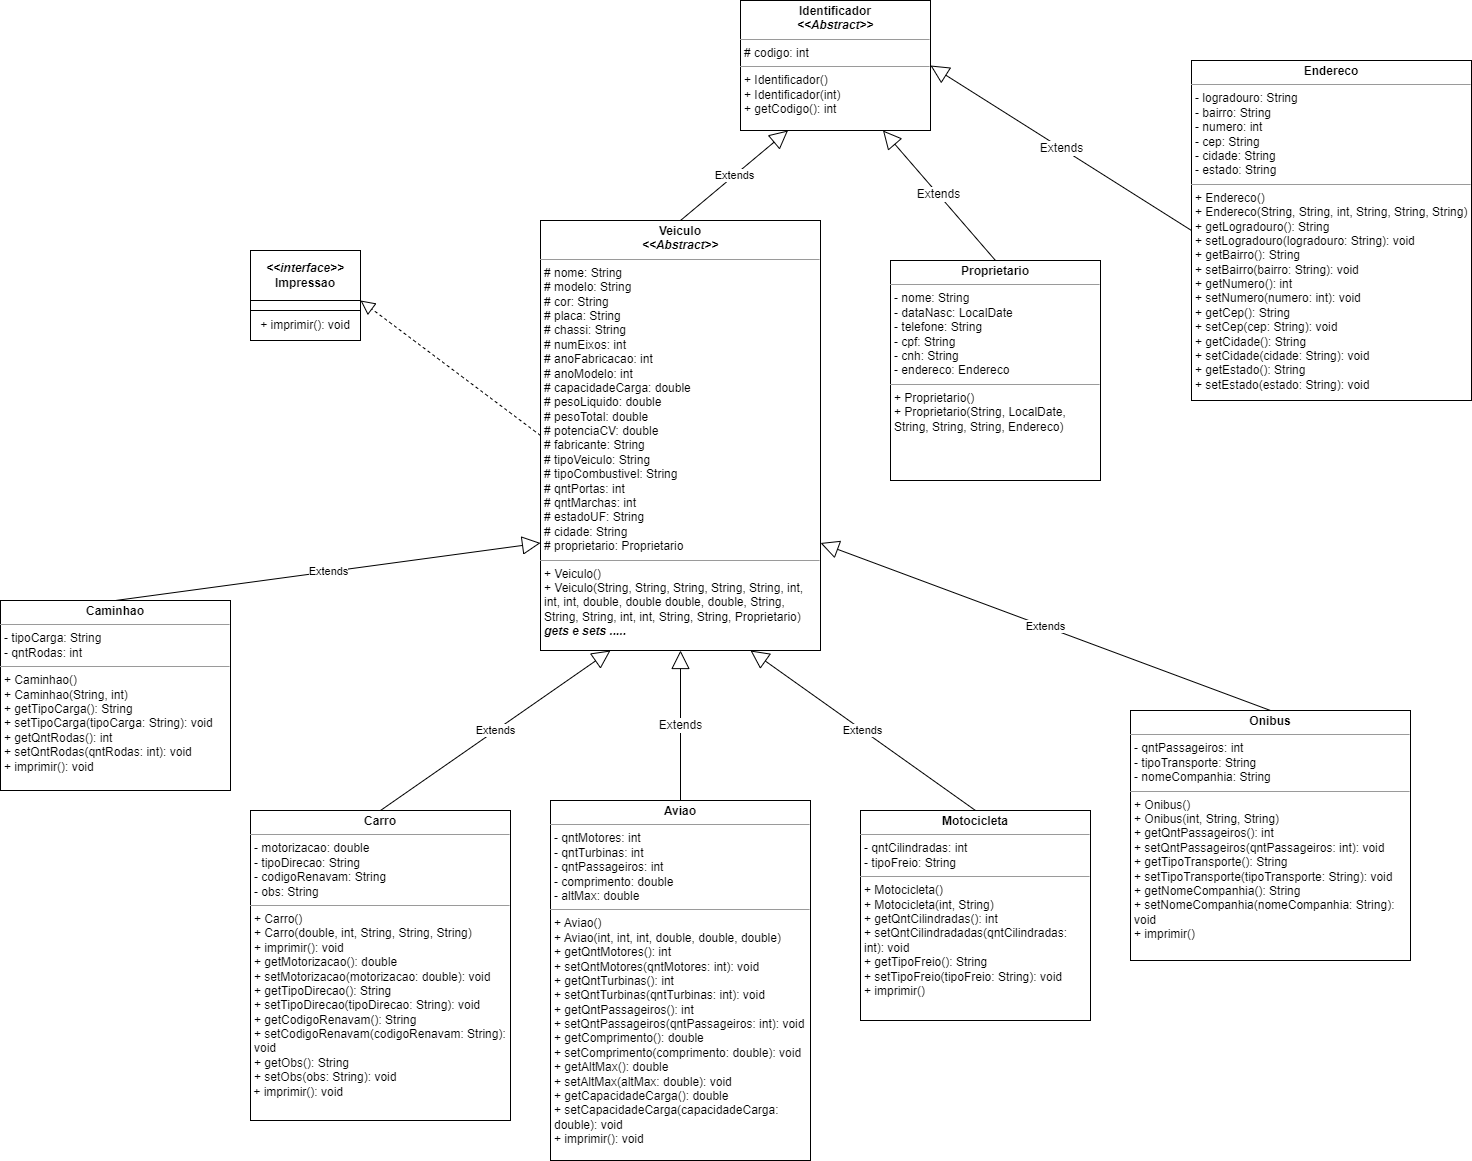 Identificador
<<Abstract>>
# codigo: int
+ Identificador()
+ Identificador(int)
+ getCodigo(): int
Endereco
- logradouro: String
- bairro: String
- numero: int
- cep: String
- cidade: String
- estado: String
+ Endereco()
+ Endereco(String, String, int, String, String, String)
+ getLogradouro(): String
+ setLogradouro(logradouro: String): void
+ getBairro(): String
+ setBairro(bairro: String): void
+ getNumero(): int
+ setNumero(numero: int): void
+ getCep(): String
+ setCep(cep: String): void
+ getCidade(): String
+ setCidade(cidade: String): void
+ getEstado(): String
+ setEstado(estado: String): void
Extends
Extends
Extends
<<interface>>
Impressao
+ imprimir(): void
Veiculo
<<Abstract>>
# nome: String
# modelo: String
# cor: String
# placa: String
# chassi: String
# numEixos: int
# anoFabricacao: int
# anoModelo: int
# capacidadeCarga: double
# pesoLiquido: double
# pesoTotal: double
# potenciaCV: double
# fabricante: String
# tipoVeiculo: String
# tipoCombustivel: String
# qntPortas: int
# qntMarchas: int
# estadoUF: String
# cidade: String
# proprietario: Proprietario
+ Veiculo()
+ Veiculo(String, String, String, String, String, int,
int, int, double, double double, double, String,
String, String, int, int, String, String, Proprietario)
gets e sets .....
Proprietario
- nome: String
- dataNasc: LocalDate
- telefone: String
- cpf: String
- cnh: String
- endereco: Endereco
+ Proprietario()
+ Proprietario(String, LocalDate,
String, String, String, Endereco)
Extends
Extends
Extends
Extends
Extends
Caminhao
- tipoCarga: String
- qntRodas: int
+ Caminhao()
+ Caminhao(String, int)
+ getTipoCarga(): String
+ setTipoCarga(tipoCarga: String): void
+ getQntRodas(): int
+ setQntRodas(qntRodas: int): void
+ imprimir(): void
Carro
- motorizacao: double
- tipoDirecao: String
- codigoRenavam: String
- obs: String
+ Carro()
+ Carro(double, int, String, String, String)
+ imprimir(): void
+ getMotorizacao(): double
+ setMotorizacao(motorizacao: double): void
+ getTipoDirecao(): String
+ setTipoDirecao(tipoDirecao: String): void
+ getCodigoRenavam(): String
+ setCodigoRenavam(codigoRenavam: String):
void
+ getObs(): String
+ setObs(obs: String): void
+ imprimir(): void
Aviao
- qntMotores: int
- qntTurbinas: int
- qntPassageiros: int
- comprimento: double
- altMax: double
+ Aviao()
+ Aviao(int, int, int, double, double, double)
+ getQntMotores(): int
+ setQntMotores(qntMotores: int): void
+ getQntTurbinas(): int
+ setQntTurbinas(qntTurbinas: int): void
+ getQntPassageiros(): int
+ setQntPassageiros(qntPassageiros: int): void
+ getComprimento(): double
+ setComprimento(comprimento: double): void
+ getAltMax(): double
+ setAltMax(altMax: double): void
+ getCapacidadeCarga(): double
+ setCapacidadeCarga(capacidadeCarga:
double): void
+ imprimir(): void
Motocicleta
- qntCilindradas: int
- tipoFreio: String
+ Motocicleta()
+ Motocicleta(int, String)
+ getQntCilindradas(): int
+ setQntCilindradadas(qntCilindradas:
int): void
+ getTipoFreio(): String
+ setTipoFreio(tipoFreio: String): void
+ imprimir()
Onibus
- qntPassageiros: int
- tipoTransporte: String
- nomeCompanhia: String
+ Onibus()
+ Onibus(int, String, String)
+ getQntPassageiros(): int
+ setQntPassageiros(qntPassageiros: int): void
+ getTipoTransporte(): String
+ setTipoTransporte(tipoTransporte: String): void
+ getNomeCompanhia(): String
+ setNomeCompanhia(nomeCompanhia: String):
void
+ imprimir()